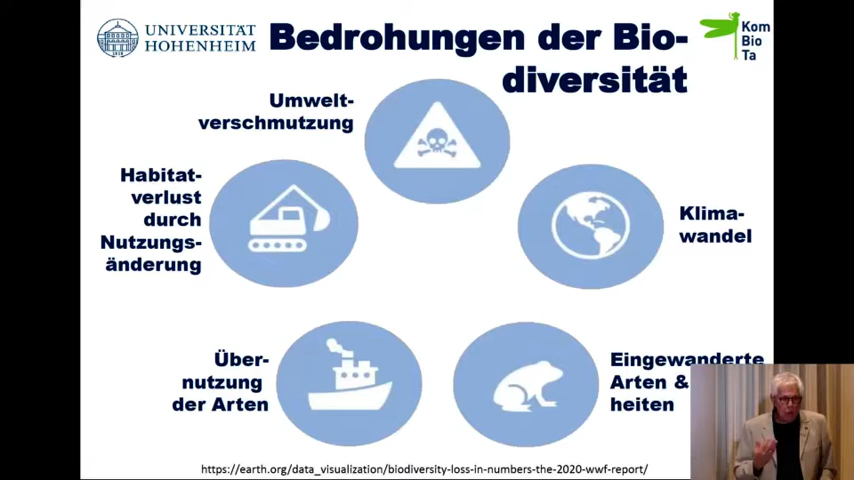 UNIVERSITÄT
HOHENHEIM
Bedrohungen der Bio-
diversität
Kom
Bio
Ta
Umwelt-
verschmutzung
Habitat-
verlust
durch
Nutzungs-
änderung
Klima-
wandel
Über-
nutzung
der Arten
Eingewanderte
Arten &
heiten
https://earth.org/data_visualization/biodiversity-loss-in-numbers-the-2020-wwf-report/